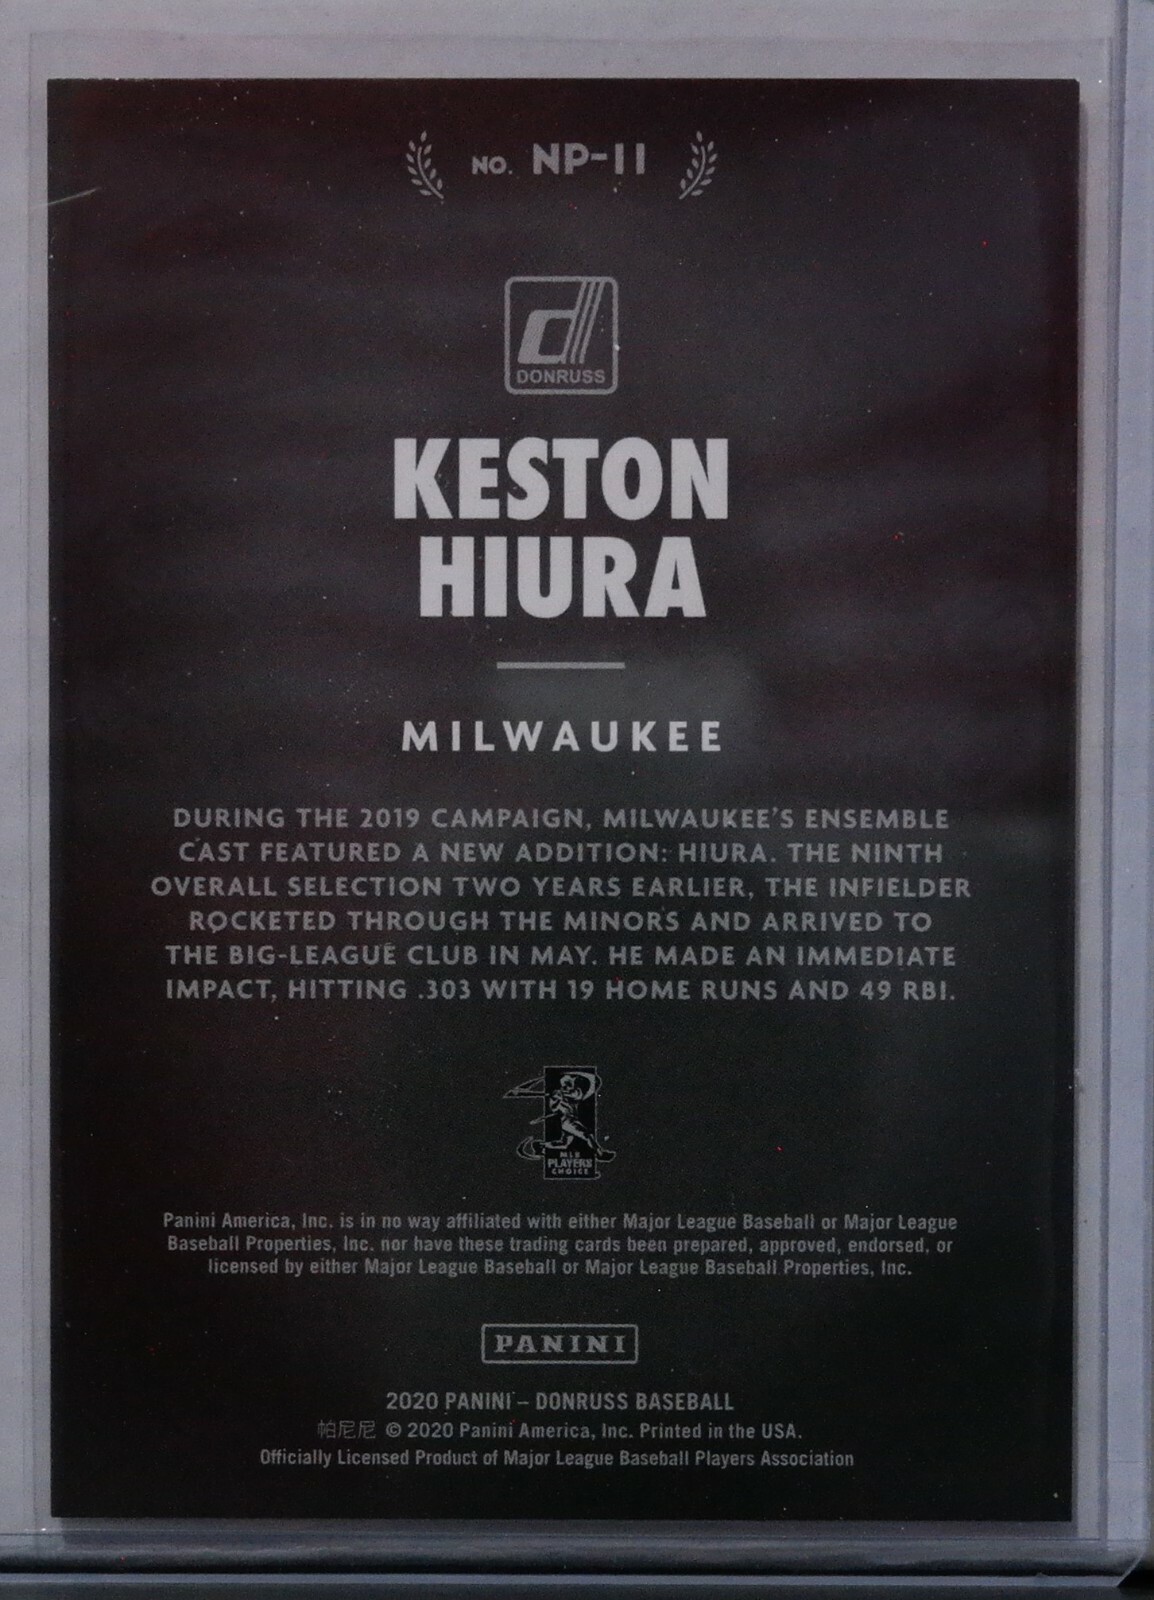 NO. NP-11
DONRUSS
KESTON
HIURA
MILWAUKEE
DURING THE 2019 CAMPAIGN, MILWAUKEE'S ENSEMBLE
CAST FEATURED A NEW ADDITION: HIURA. THE NINTH
OVERALL SELECTION TWO YEARS EARLIER, THE INFIELDER
ROCKETED THROUGH THE MINORS AND ARRIVED TO
THE BIG-LEAGUE CLUB IN MAY. HE MADE AN IMMEDIATE
IMPACT, HITTING .303 WITH 19 HOME RUNS AND 49 RBI.
MLB
PLAYERS
CHOICE
Panini America, Inc. is in no way affiliated with either Major League Baseball or Major League
Baseball Properties, Inc. nor have these trading cards been prepared, approved, endorsed, or
licensed by either Major League Baseball or Major League Baseball Properties, Inc.
PANINI
2020 PANINI – DONRUSS BASEBALL
帕尼尼 © 2020 Panini America, Inc. Printed in the USA.
Officially Licensed Product of Major League Baseball Players Association